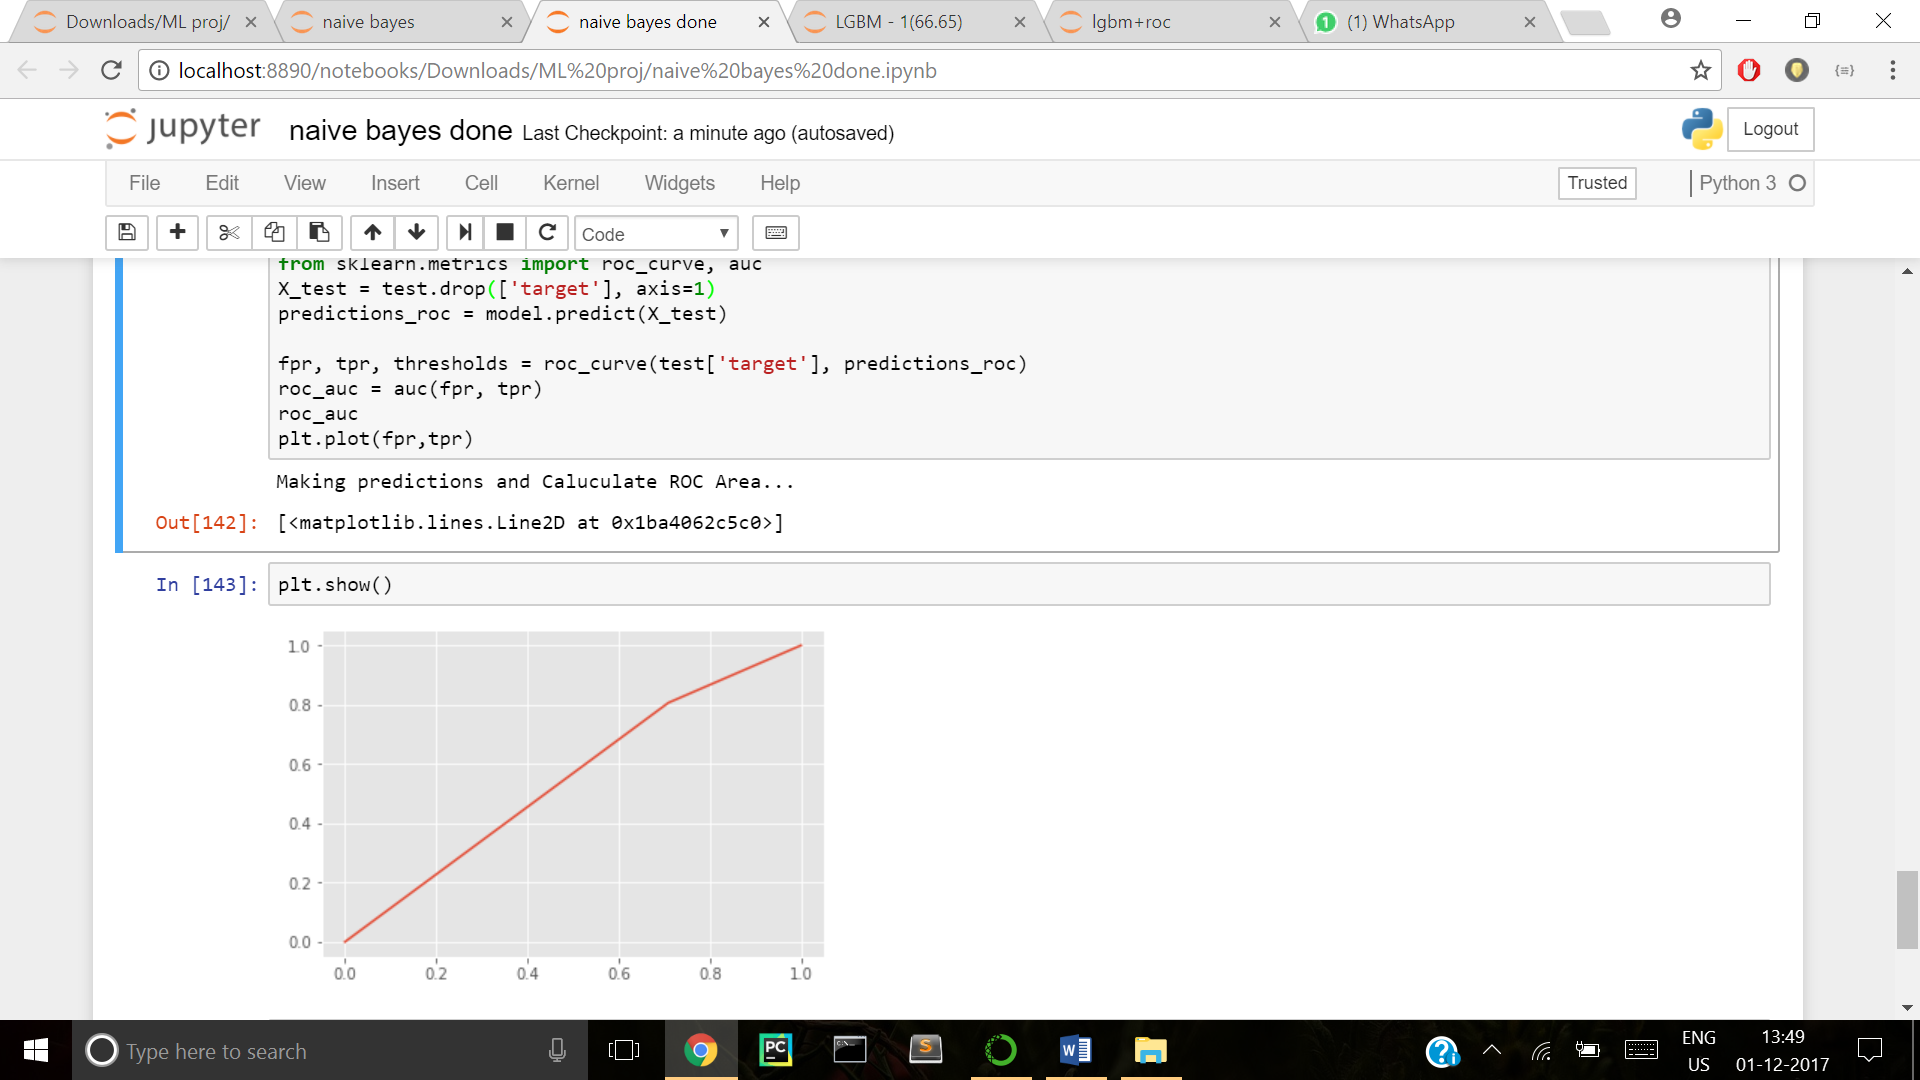 Downloads/ML proj/
naive bayes
naive bayes done
LGBM - 1(66.65)
lgbm+roc
1 (1) WhatsApp
localhost:8890/notebooks/Downloads/ML%20proj/naive%20bayes%20done.ipynb
jupyter naive bayes done Last Checkpoint: a minute ago (autosaved)
Logout
File Edit View Insert Cell Kernel Widgets Help
Trusted
Python 3
Code
from sklearn.metrics import roc_curve, auc
X_test = test.drop(['target'], axis=1)
predictions_roc = model.predict(X_test)
fpr, tpr, thresholds = roc_curve(test['target'], predictions_roc)
roc_auc = auc(fpr, tpr)
roc_auc
plt.plot(fpr,tpr)
Making predictions and Caluculate ROC Area...
Out[142]: [<matplotlib.lines.Line2D at 0x1ba4062c5c0>]
In [143]: plt.show()
1.0
0.8
0.6
0.4
0.2
0.0
0.0 0.2 0.4 0.6 0.8 1.0
Type here to search
PC
S
W
ENG
US
13:49
01-12-2017